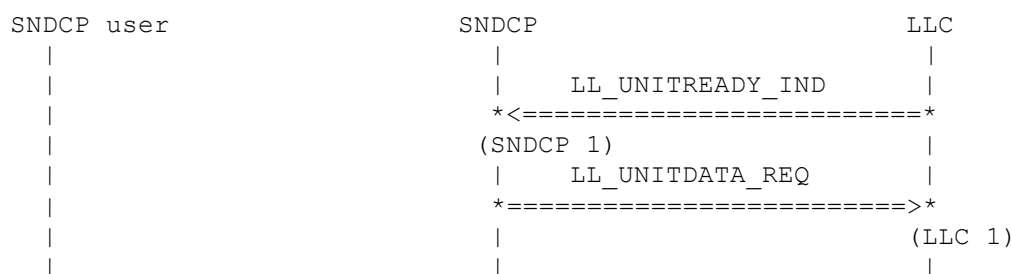 SNDCP user SNDCP LLC
| | |
| | LL_UNITREADY_IND |
| *<=========================*
| (SNDCP 1) |
| | LL_UNITDATA_REQ |
| *=========================>*
| | (LLC 1)
| | |